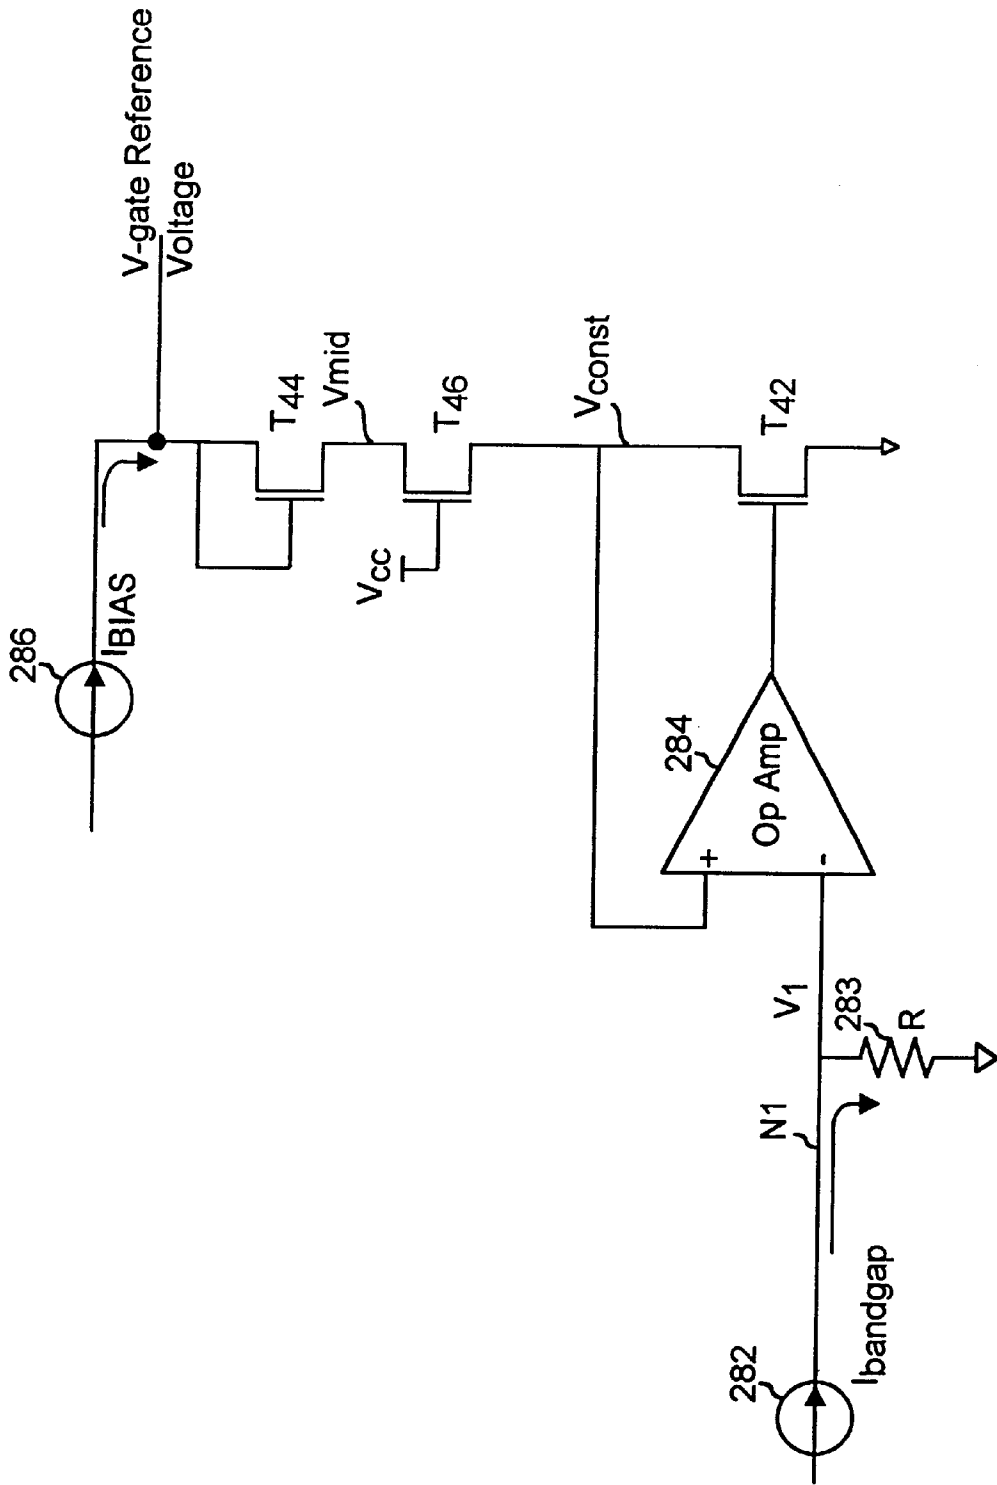 V-gate Reference
Voltage
286
IBIAS
T44
Vmid
VCC
T46
Vconst
284
Op Amp
+
-
T42
V1
283
R
N1
282
Ibandgap